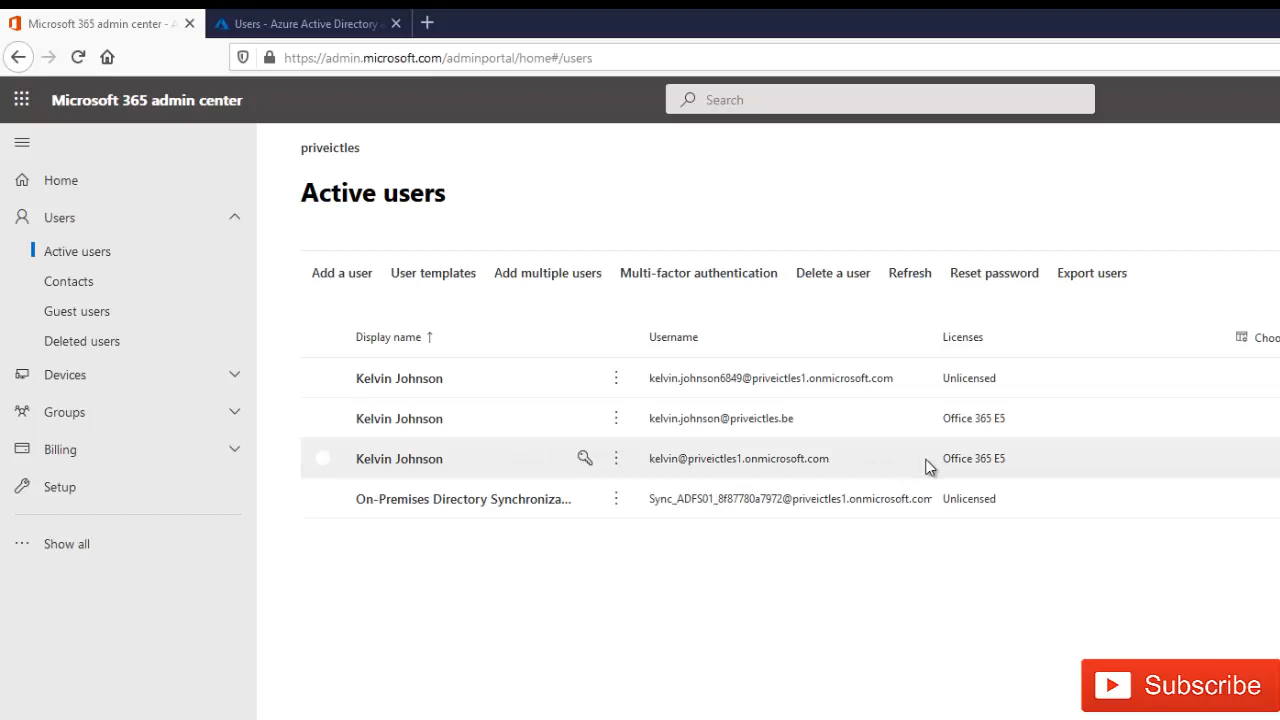 Microsoft 365 admin center - A
Users - Azure Active Directory a
https://admin.microsoft.com/adminportal/home#/users
Microsoft 365 admin center
Search
priveictles
Active users
Home
Users
Active users
Contacts
Guest users
Deleted users
Devices
Groups
Billing
Setup
Show all
Add a user User templates Add multiple users Multi-factor authentication Delete a user Refresh Reset password Export users
Display name ↑ Username Licenses Choo
Kelvin Johnson kelvin.johnson6849@priveictles1.onmicrosoft.com Unlicensed
Kelvin Johnson kelvin.johnson@priveictles.be Office 365 E5
Kelvin Johnson kelvin@priveictles1.onmicrosoft.com Office 365 E5
On-Premises Directory Synchroniza... Sync_ADFS01_8f87780a7972@priveictles1.onmicrosoft.com Unlicensed
Subscribe